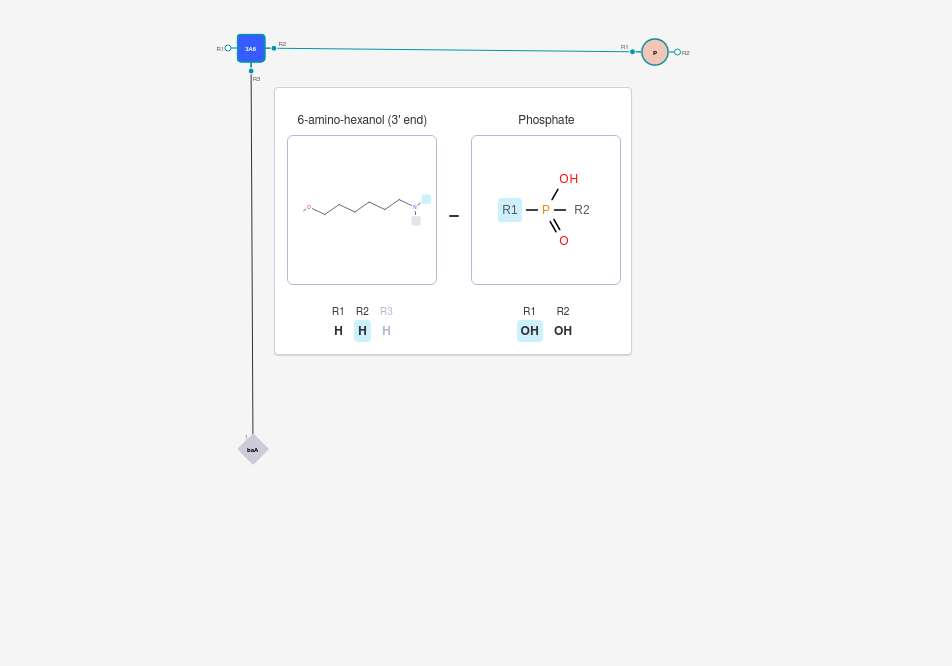 R1 3A6 R2 R1 P R2
R3
6-amino-hexanol (3' end) Phosphate
OH
O N R1 P R2
O
R1 R2 R3 R1 R2
H H H OH OH
baA